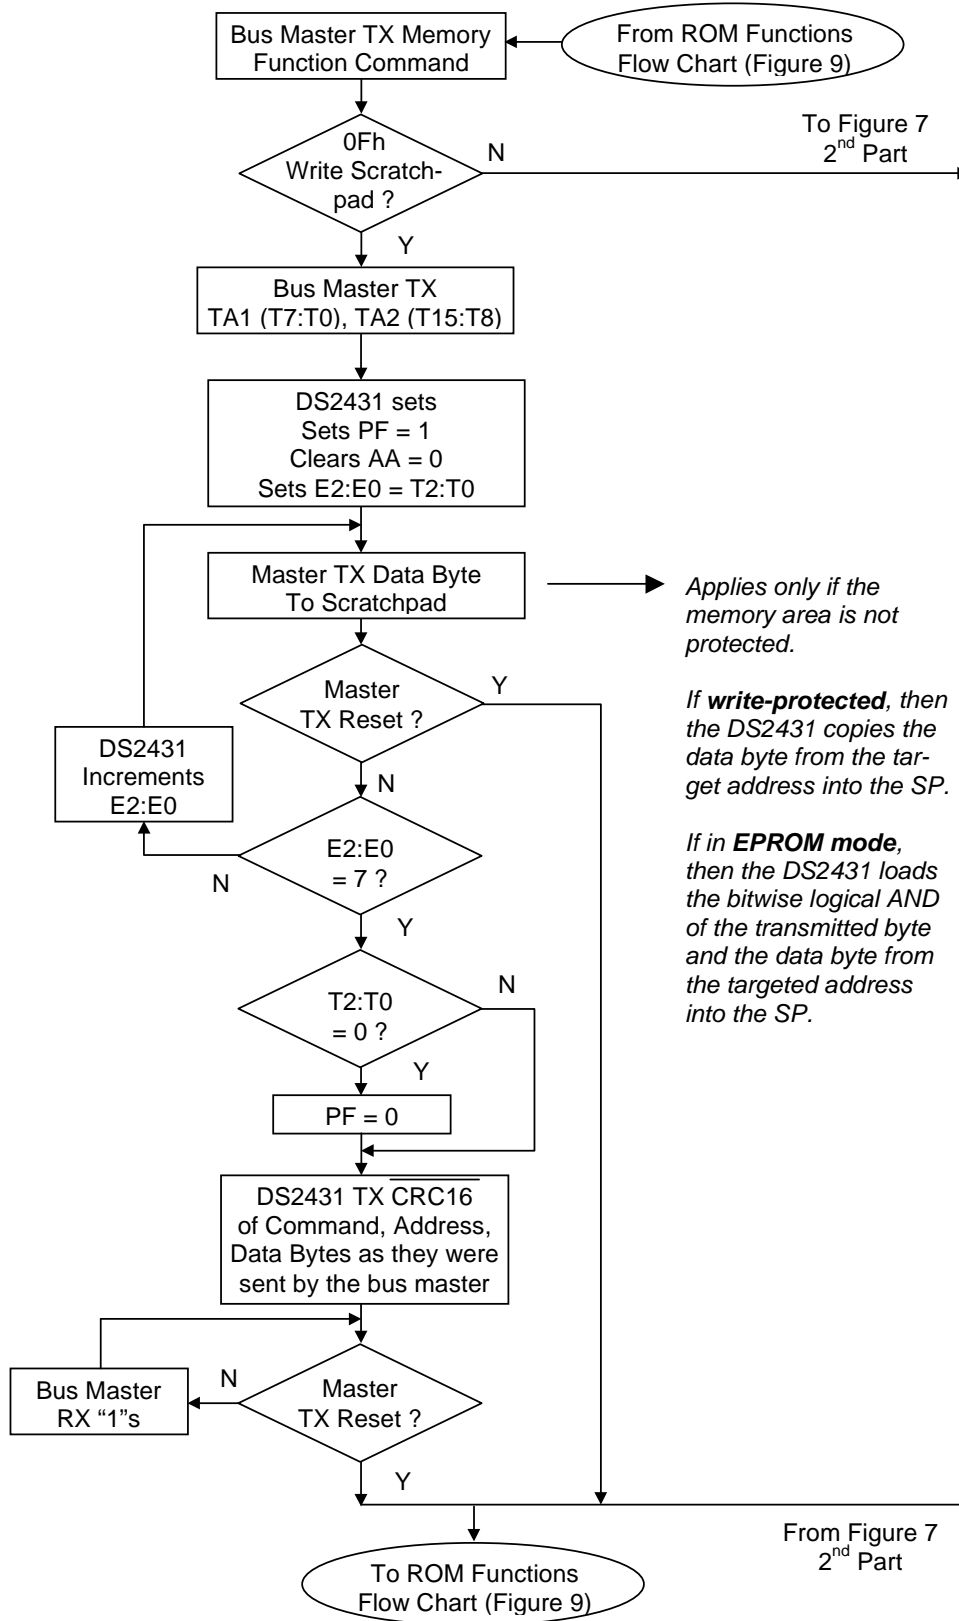 Bus Master TX Memory
Function Command
From ROM Functions
Flow Chart (Figure 9)
0Fh
Write Scratch-
pad ?
N
To Figure 7
2nd Part
Y
Bus Master TX
TA1 (T7:T0), TA2 (T15:T8)
DS2431 sets
Sets PF = 1
Clears AA = 0
Sets E2:E0 = T2:T0
Master TX Data Byte
To Scratchpad
Applies only if the
memory area is not
protected.
If write-protected, then
the DS2431 copies the
data byte from the tar-
get address into the SP.
If in EPROM mode,
then the DS2431 loads
the bitwise logical AND
of the transmitted byte
and the data byte from
the targeted address
into the SP.
Master
TX Reset ?
Y
N
DS2431
Increments
E2:E0
E2:E0
= 7 ?
N
Y
T2:T0
= 0 ?
N
Y
PF = 0
DS2431 TX CRC16
of Command, Address,
Data Bytes as they were
sent by the bus master
Master
TX Reset ?
N
Bus Master
RX “1”s
Y
From Figure 7
2nd Part
To ROM Functions
Flow Chart (Figure 9)